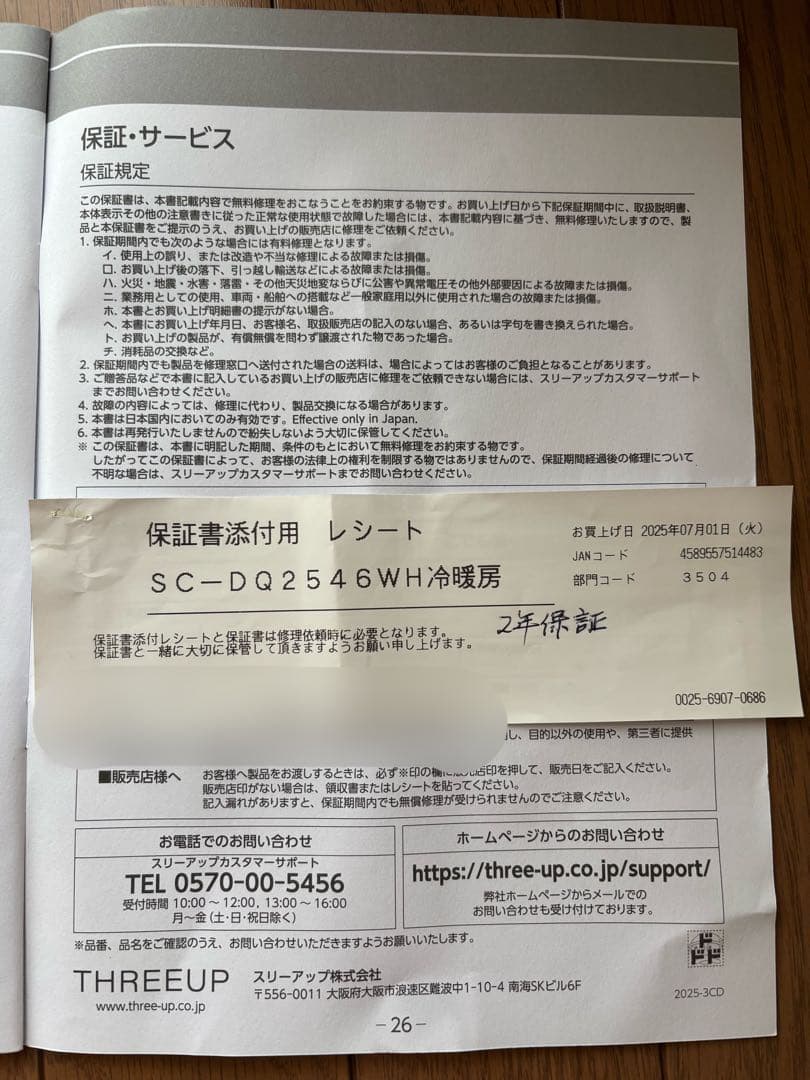 保証・サービス
保証規定
この保証書は、本書記載内容で無料修理をおこなうことをお約束する物です。お買い上げ日から下記保証期間中に、取扱説明書、
本体表示その他の注意書きに従った正常な使用状態で故障した場合には、本書記載内容に基づき、無料修理いたしますので、製
品と本保証書をご提示のうえ、お買い上げの販売店に修理をご依頼ください。
1. 保証期間内でも次のような場合には有料修理となります。
イ. 使用上の誤り、または改造や不当な修理による故障または損傷。
ロ. お買い上げ後の落下、引っ越し輸送などによる故障または損傷。
ハ. 火災・地震・水害・落雷・その他天災地変ならびに公害や異常電圧その他外部要因による故障または損傷。
ニ. 業務用としての使用、車両・船舶への搭載など一般家庭用以外に使用された場合の故障または損傷。
ホ. 本書とお買い上げ明細書の提示がない場合。
ヘ. 本書にお買い上げ年月日、お客様名、取扱販売店の記入のない場合、あるいは字句を書き換えられた場合。
ト. お買い上げの製品が、有償無償を問わず譲渡された物であった場合。
チ. 消耗品の交換など。
2. 保証期間内でも製品を修理窓口へ送付された場合の送料は、場合によってはお客様のご負担となることがあります。
3. ご贈答品などで本書に記入しているお買い上げの販売店に修理をご依頼できない場合には、スリーアップカスタマーサポート
までお問い合わせください。
4. 故障の内容によっては、修理に代わり、製品交換になる場合があります。
5. 本書は日本国内においてのみ有効です。Effective only in Japan.
6. 本書は再発行いたしませんので紛失しないよう大切に保管してください。
※ この保証書は、本書に明記した期間、条件のもとにおいて無料修理をお約束する物です。
したがってこの保証書によって、お客様の法律上の権利を制限する物ではありませんので、保証期間経過後の修理について
不明な場合は、スリーアップカスタマーサポートまでお問い合わせください。
保証書添付用 レシート
お買上げ日 2025年07月01日（火）
JANコード 4589557514483
ＳＣ－ＤＱ２５４６ＷＨ冷暖房
部門コード ３５０４
2年保証
保証書添付レシートと保証書は修理依頼時に必要となります。
保証書と一緒に大切に保管して頂きますようお願い申し上げます。
0025-6907-0686
し、目的以外の使用や、第三者に提供
■販売店様へ
お客様へ製品をお渡しするときは、必ず※印の欄に販売店印を押して、販売日をご記入ください。
販売店印がない場合は、領収書またはレシートを貼ってください。
記入漏れがありますと、保証期間内でも無償修理が受けられませんのでご注意ください。
お電話でのお問い合わせ
スリーアップカスタマーサポート
TEL 0570-00-5456
受付時間 10:00～12:00, 13:00～16:00
月～金（土・日・祝日除く）
ホームページからのお問い合わせ
https://three-up.co.jp/support/
弊社ホームページからメールでの
お問い合わせも受け付けております。
※品番、品名をご確認のうえ、お問い合わせいただきますようお願いいたします。
ド
ドド
THREEUP
www.three-up.co.jp
スリーアップ株式会社
〒556-0011 大阪府大阪市浪速区難波中1-10-4 南海SKビル6F
2025-3CD
－26－